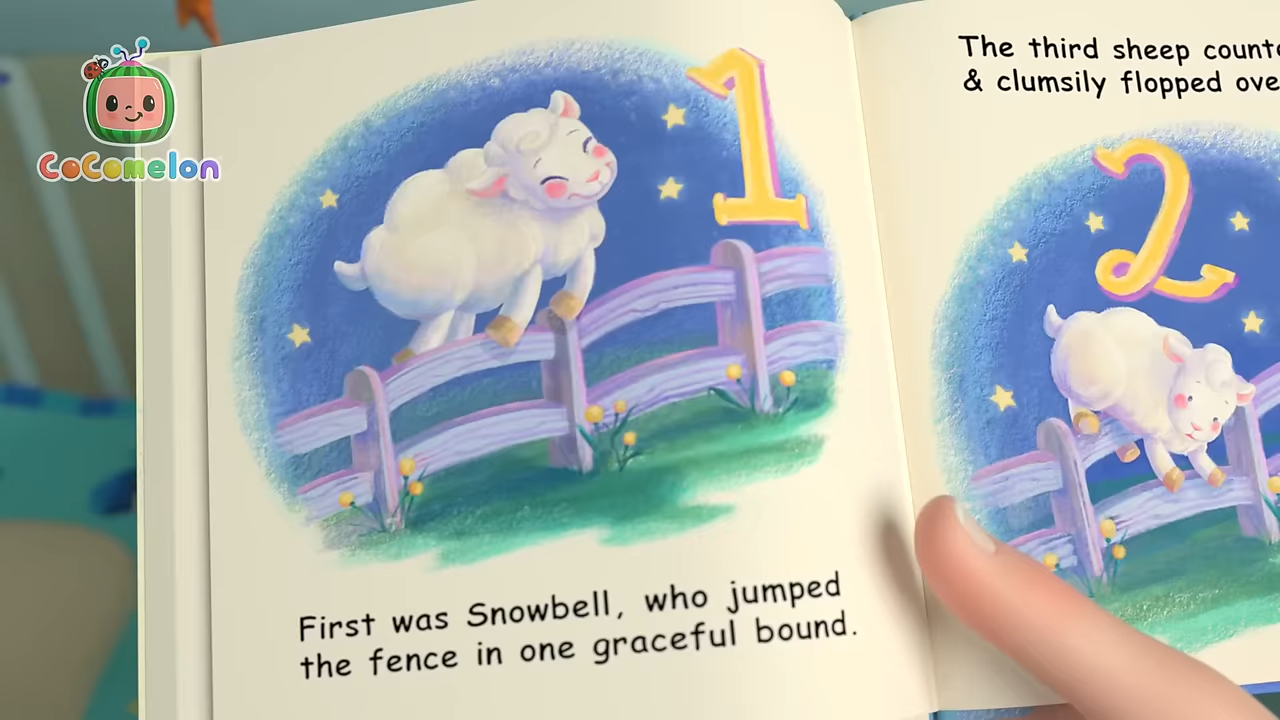 CoComelon
1
First was Snowbell, who jumped
the fence in one graceful bound.
The third sheep
& clumsily flopped
2